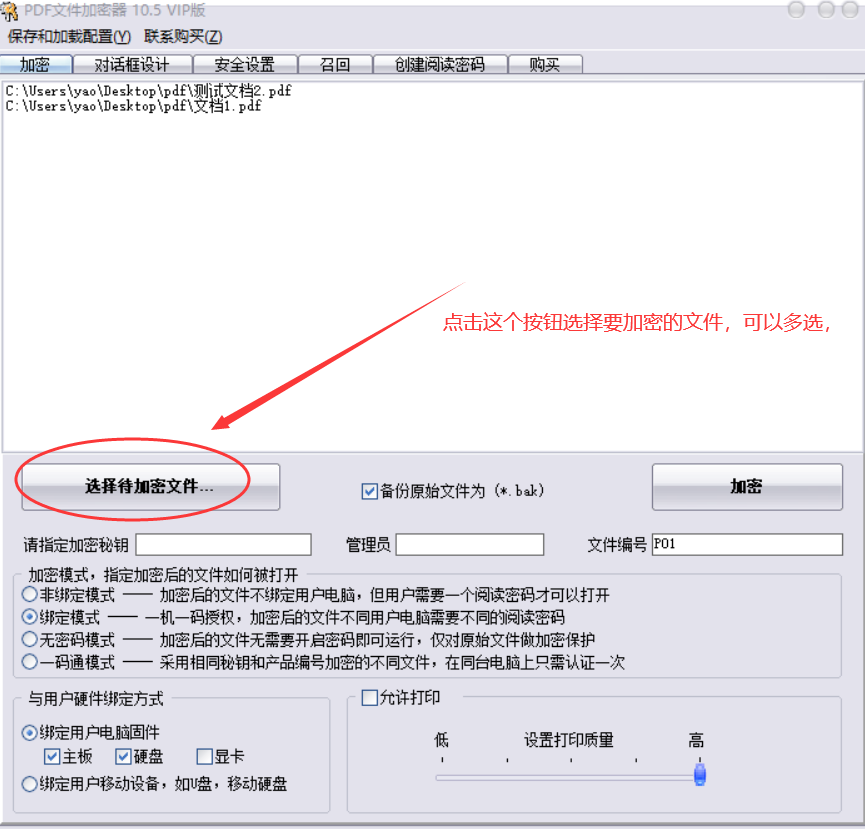 PDF文件加密器 10.5 VIP版
保存和加载配置(Y) 联系购买(Z)
加密 对话框设计 安全设置 召回 创建阅读密码 购买
C:\Users\yao\Desktop\pdf\测试文档2.pdf
C:\Users\yao\Desktop\pdf\文档1.pdf
点击这个按钮选择要加密的文件，可以多选，
选择待加密文件... 备份原始文件为 (*.bak) 加密
请指定加密秘钥 管理员 文件编号 P01
加密模式，指定加密后的文件如何被打开
非绑定模式 —— 加密后的文件不绑定用户电脑，但用户需要一个阅读密码才可以打开
绑定模式 —— 一机一码授权，加密后的文件不同用户电脑需要不同的阅读密码
无密码模式 —— 加密后的文件无需要开启密码即可运行，仅对原始文件做加密保护
一码通模式 —— 采用相同秘钥和产品编号加密的不同文件，在同台电脑上只需认证一次
与用户硬件绑定方式 允许打印
绑定用户电脑固件
低 设置打印质量 高
主板 硬盘 显卡
绑定用户移动设备，如U盘，移动硬盘